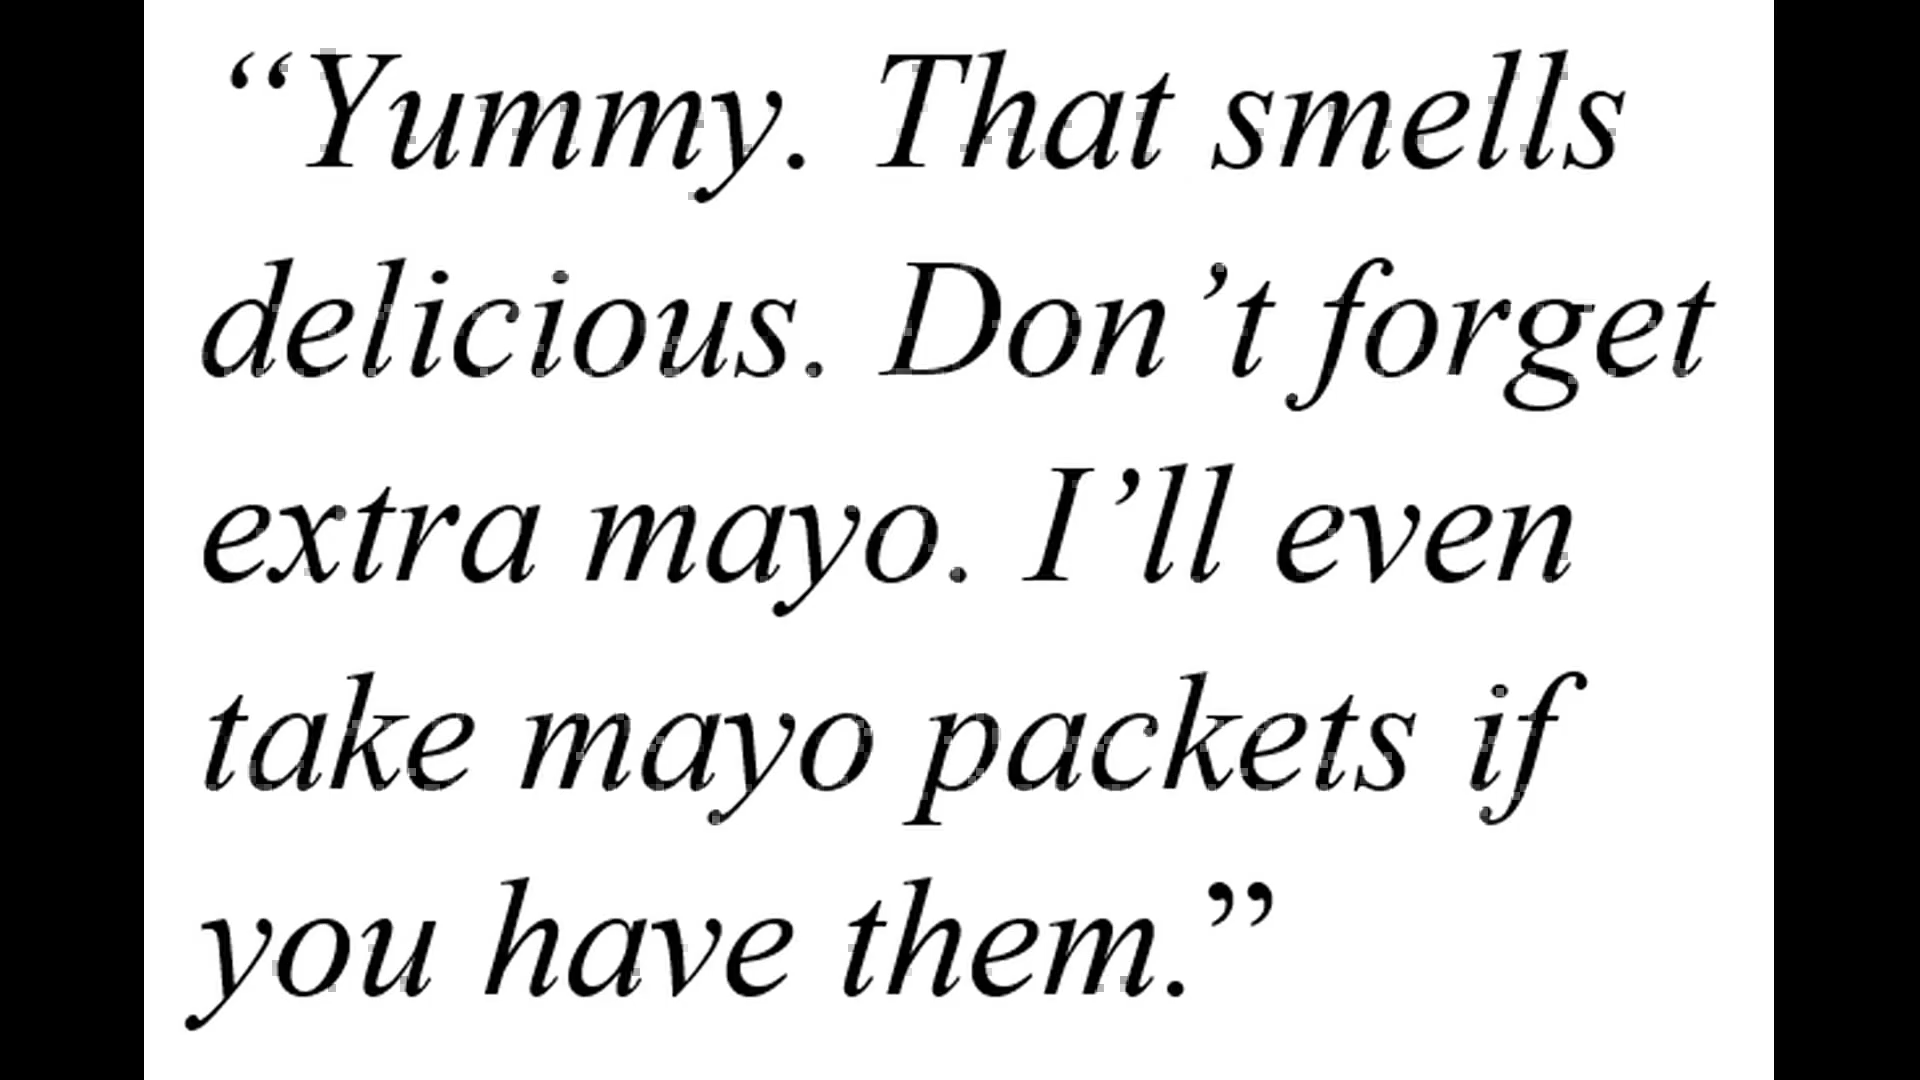 “Yummy. That smells
delicious. Don’t forget
extra mayo. I’ll even
take mayo packets if
you have them.”